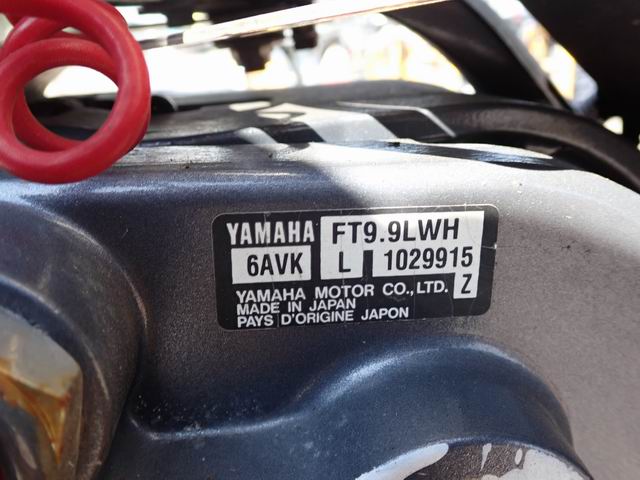 YAMAHA FT9.9LWH
6AVK L 1029915
YAMAHA MOTOR CO.,LTD. Z
MADE IN JAPAN
PAYS D'ORIGINE JAPON